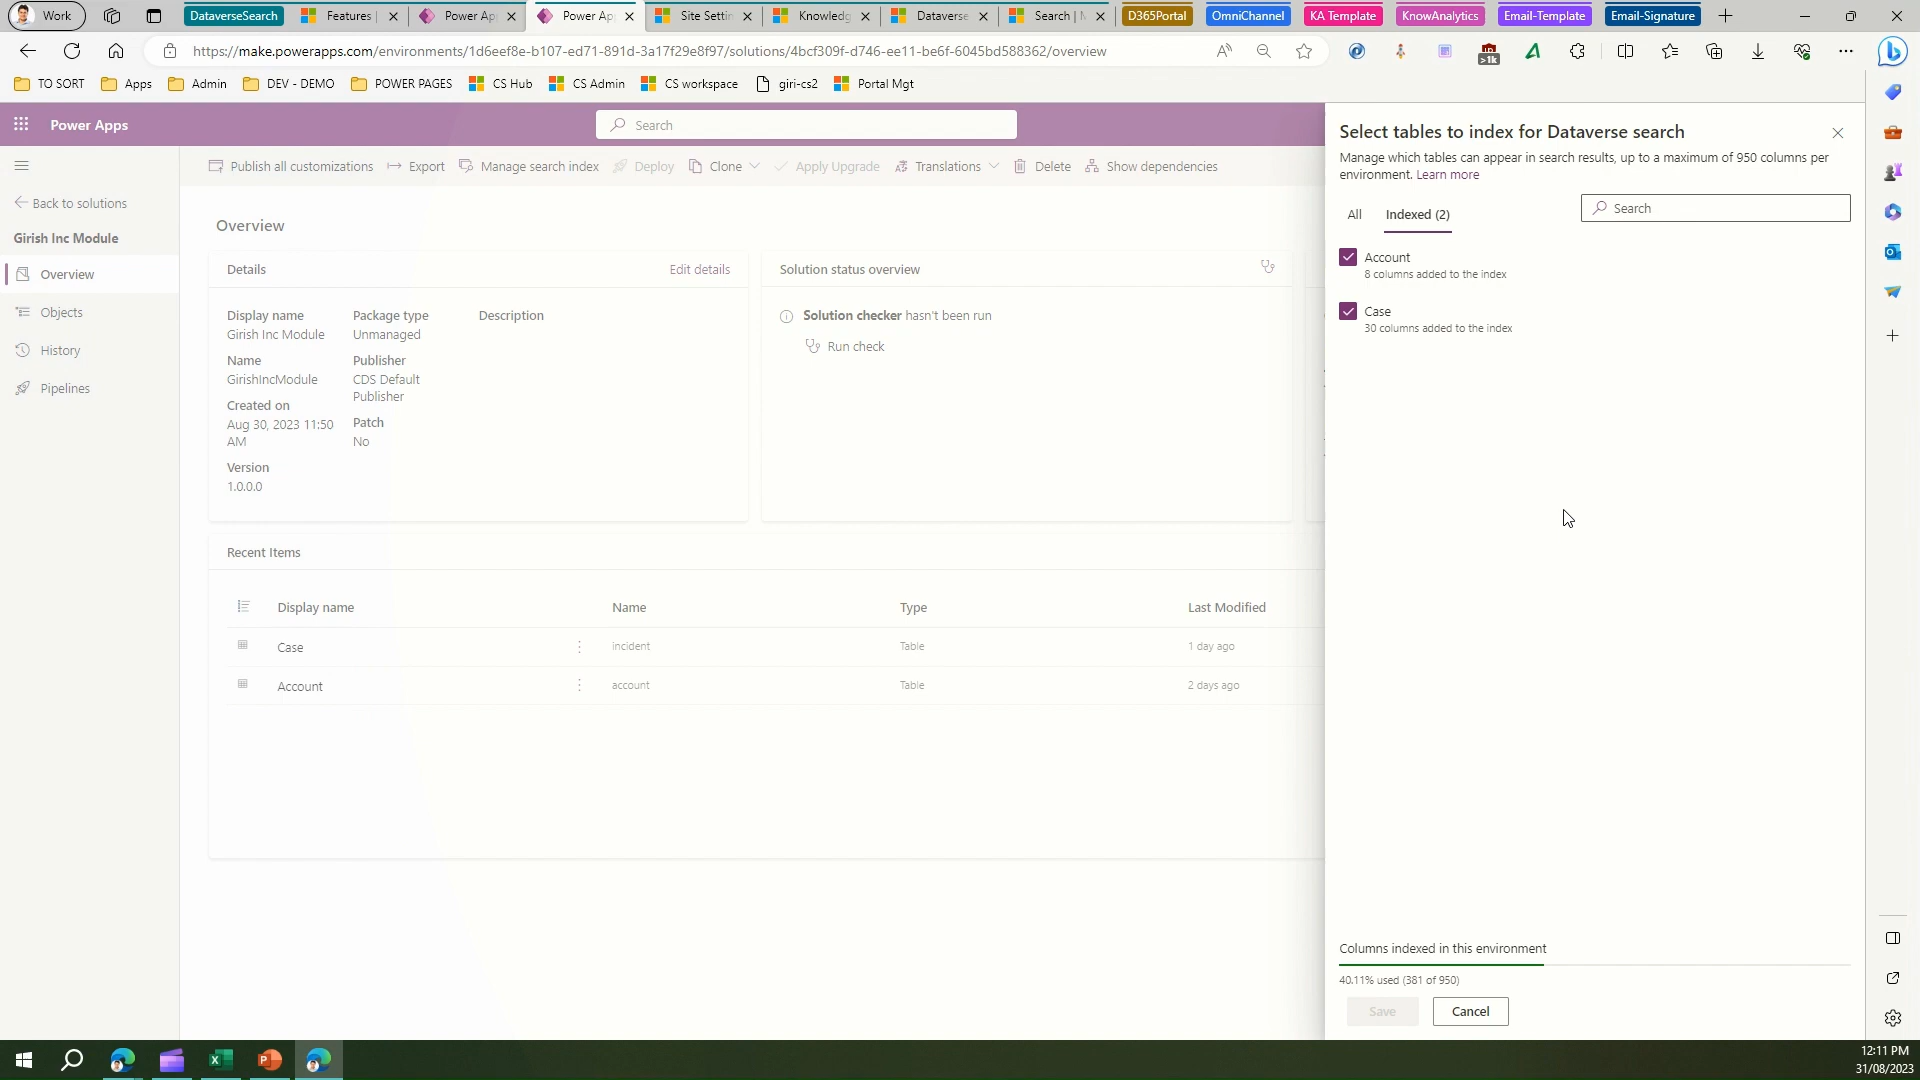 Work
DataverseSearch
Features |
Power Ap
Power Ap
Site Settin
Knowledg
Dataverse
Search | M
D365Portal
OmniChannel
KA Template
KnowAnalytics
Email-Template
Email-Signature
https://make.powerapps.com/environments/1d6eef8e-b107-ed71-891d-3a17f29e8f97/solutions/4bcf309f-d746-ee11-be6f-6045bd588362/overview
>1k
TO SORT
Apps
Admin
DEV - DEMO
POWER PAGES
CS Hub
CS Admin
CS workspace
giri-cs2
Portal Mgt
Power Apps
Search
Publish all customizations
Export
Manage search index
Deploy
Clone
Apply Upgrade
Translations
Delete
Show dependencies
Back to solutions
Girish Inc Module
Overview
Objects
History
Pipelines
Overview
Details
Edit details
Display name
Girish Inc Module
Name
GirishIncModule
Created on
Aug 30, 2023 11:50
AM
Version
1.0.0.0
Package type
Unmanaged
Publisher
CDS Default
Publisher
Patch
No
Description
Solution status overview
Solution checker hasn't been run
Run check
Recent Items
Display name
Name
Type
Last Modified
Case
incident
Table
1 day ago
Account
account
Table
2 days ago
Select tables to index for Dataverse search
Manage which tables can appear in search results, up to a maximum of 950 columns per
environment. Learn more
All
Indexed (2)
Search
Account
8 columns added to the index
Case
30 columns added to the index
Columns indexed in this environment
40.11% used (381 of 950)
Save
Cancel
12:11 PM
31/08/2023